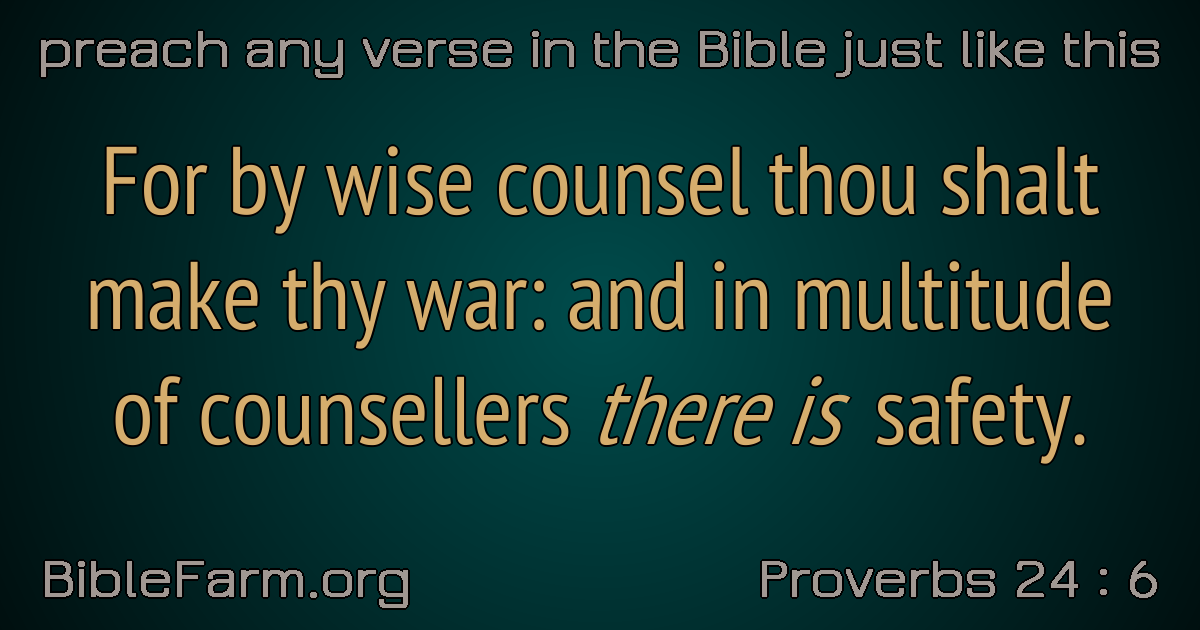 preach any verse in the Bible just like this
For by wise counsel thou shalt
make thy war: and in multitude
of counsellers there is safety.
BibleFarm.org
Proverbs 24 : 6